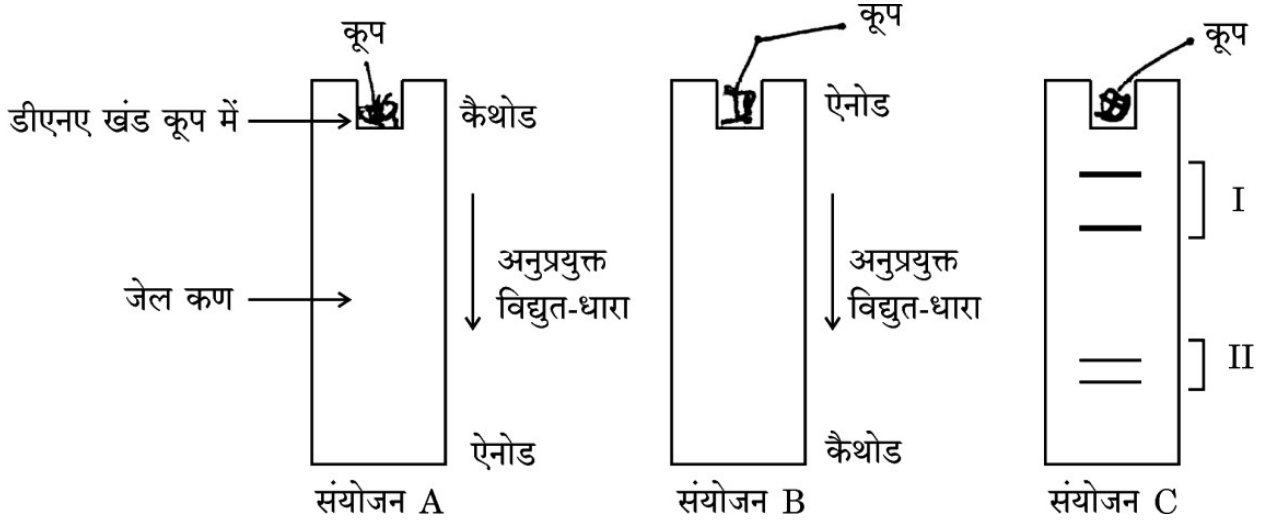 कूप
डीएनए खंड कूप में
कैथोड
अनुप्रयुक्त
विद्युत-धारा
जेल कण
ऐनोड
संयोजन A
कूप
ऐनोड
अनुप्रयुक्त
विद्युत-धारा
कैथोड
संयोजन B
कूप
I
II
संयोजन C